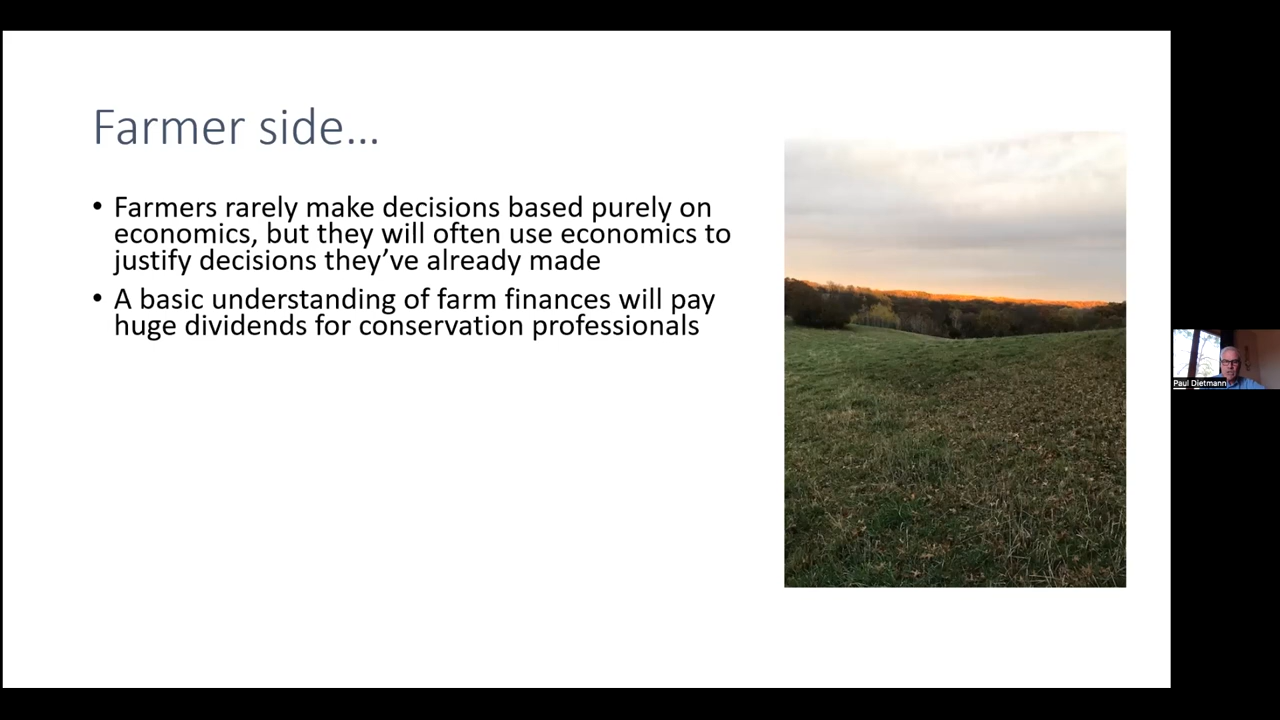 Farmer side...
• Farmers rarely make decisions based purely on
economics, but they will often use economics to
justify decisions they’ve already made
• A basic understanding of farm finances will pay
huge dividends for conservation professionals
Paul Dietmann